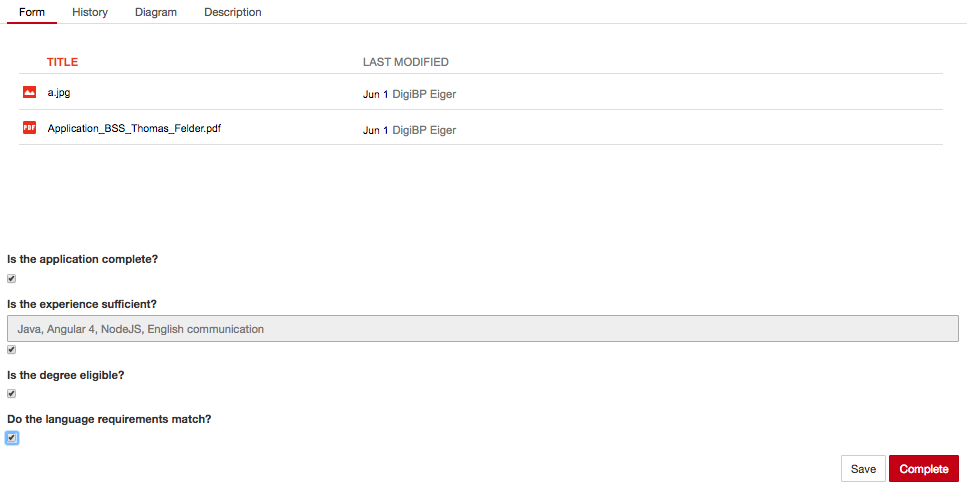 Form History Diagram Description
TITLE LAST MODIFIED
a.jpg Jun 1 DigiBP Eiger
PDF Application_BSS_Thomas_Felder.pdf Jun 1 DigiBP Eiger
Is the application complete?
Is the experience sufficient?
Java, Angular 4, NodeJS, English communication
Is the degree eligible?
Do the language requirements match?
Save Complete